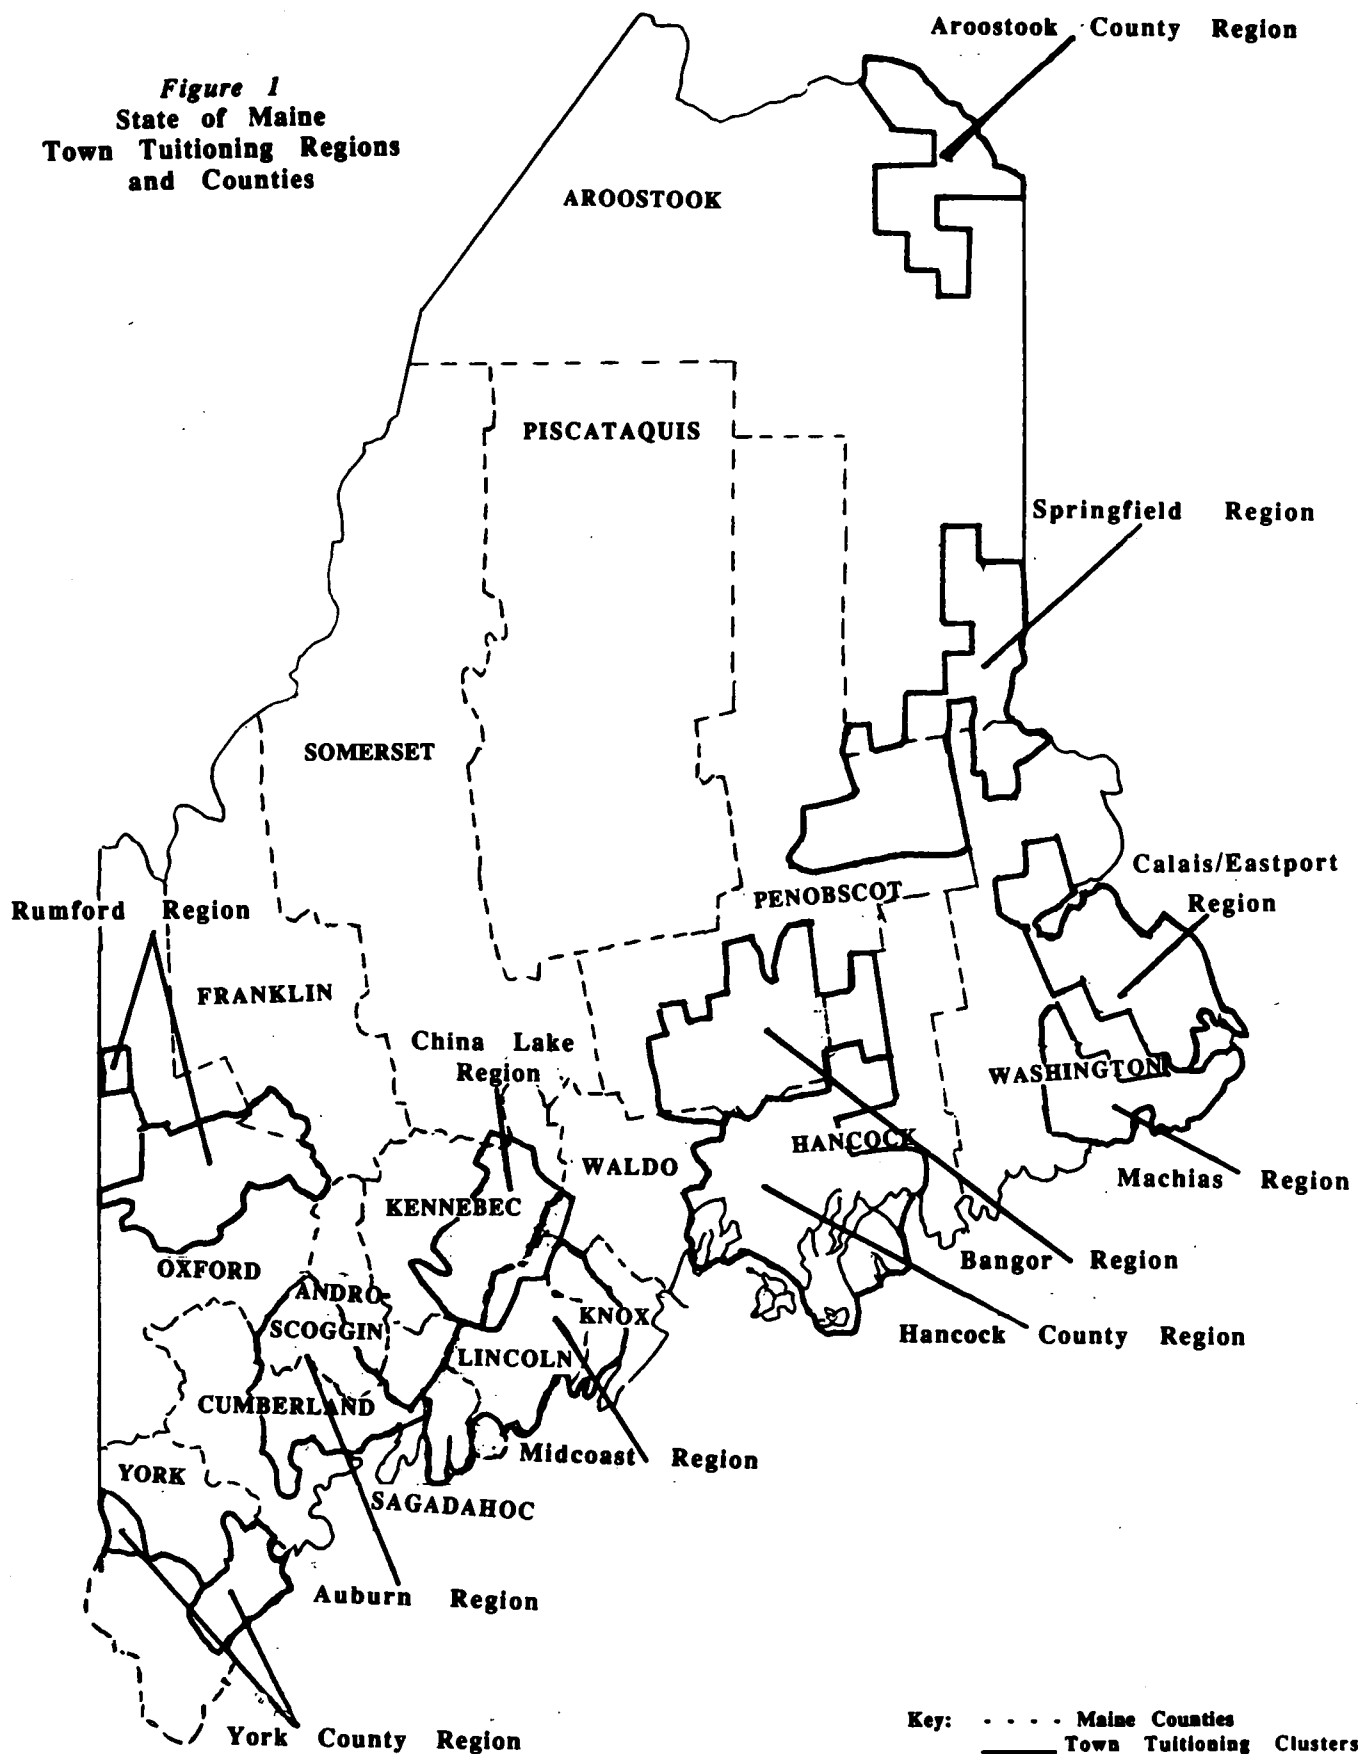 Aroostook County Region
Figure 1
State of Maine
Town Tuitioning Regions
and Counties
AROOSTOOK
PISCATAQUIS
Springfield Region
SOMERSET
Calais/Eastport
Region
PENOBSCOT
Rumford Region
FRANKLIN
China Lake
Region
WASHINGTON
HANCOCK
WALDO
Machias Region
KENNEBEC
Bangor Region
OXFORD
ANDRO-
SCOGGIN
KNOX
Hancock County Region
LINCOLN
CUMBERLAND
Midcoast Region
YORK
SAGADAHOC
Auburn Region
York County Region
Key: - - - - Maine Counties
Town Tuitioning Clusters